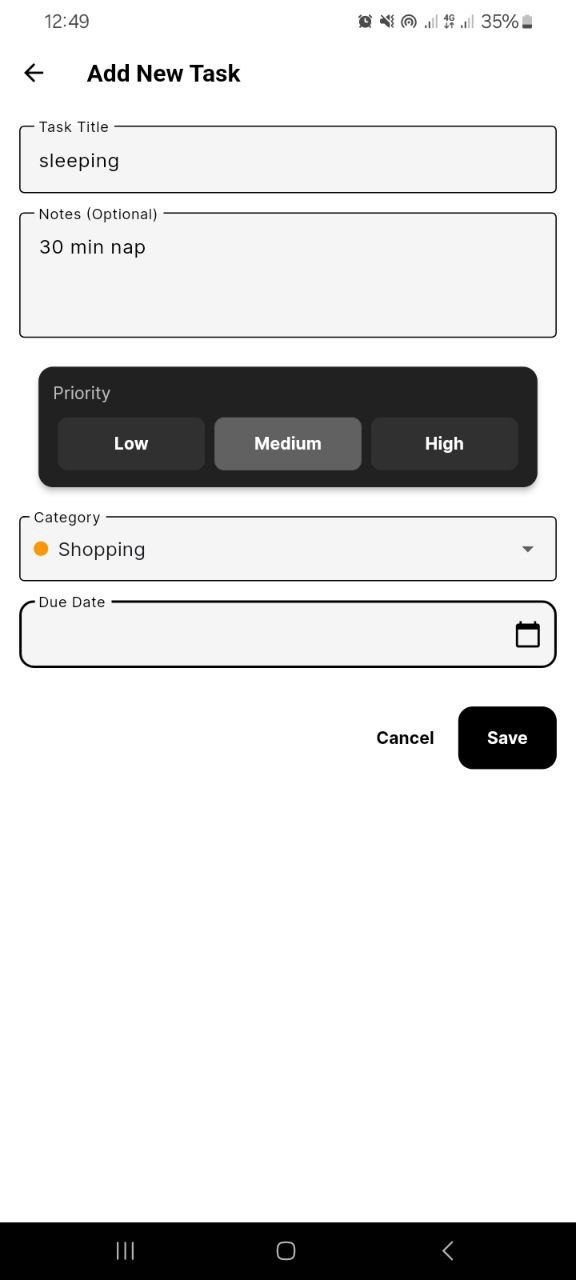 12:49 4G 35%
Add New Task
Task Title
sleeping
Notes (Optional)
30 min nap
Priority
Low Medium High
Category
Shopping
Due Date
Cancel Save